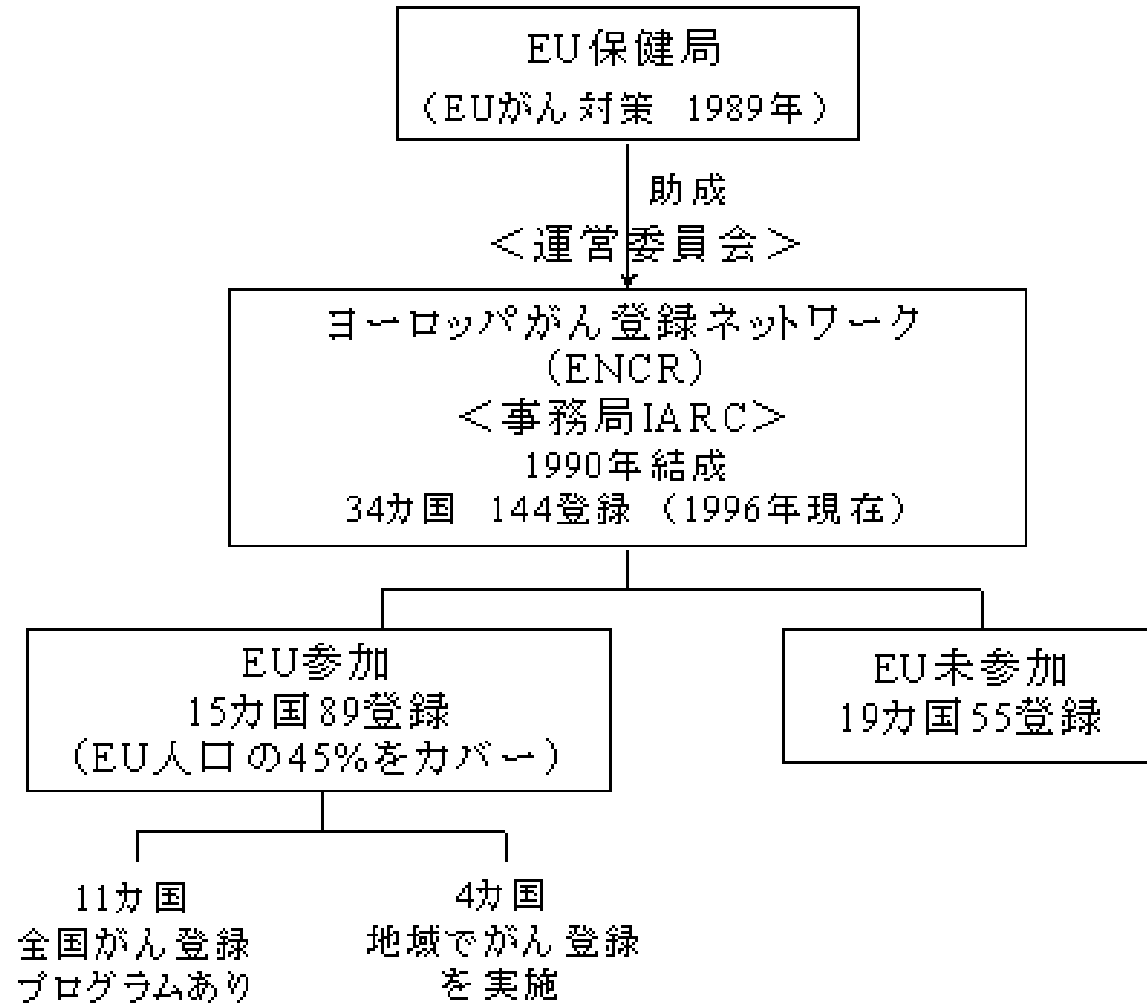 EU保健局
（EUがん対策 1989年）
助成
＜運営委員会＞
ヨーロッパがん登録ネットワーク
（ENCR）
＜事務局IARC＞
1990年結成
34カ国 144登録 （1996年現在）
EU参加
15カ国89登録
（EU人口の45%をカバー）
EU未参加
19カ国55登録
11カ国
全国がん登録
プログラムあり
4カ国
地域でがん登録
を実施